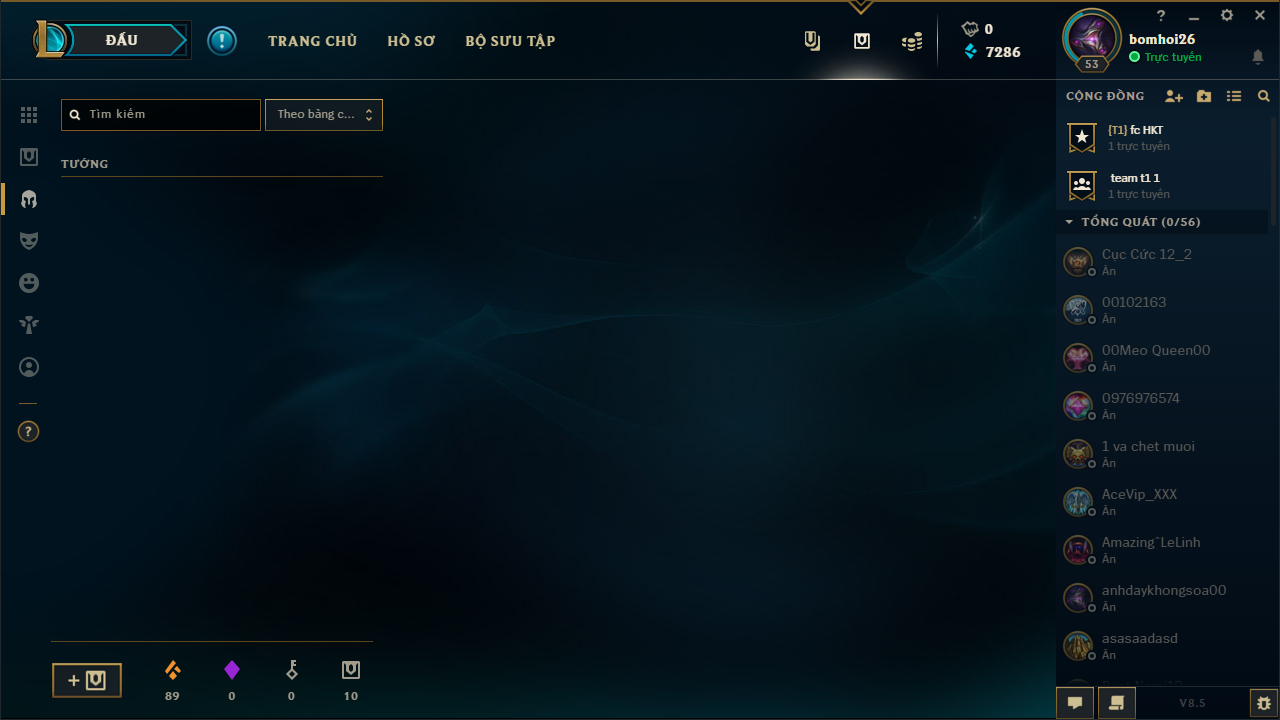 ĐẤU
TRANG CHỦ
HỒ SƠ
BỘ SƯU TẬP
0
7286
53
bomhoi26
Trực tuyến
Tìm kiếm
Theo bảng c...
TƯỚNG
CỘNG ĐỒNG
{T1} fc HKT
1 trực tuyến
team t1 1
1 trực tuyến
TỔNG QUÁT (0/56)
Cục Cức 12_2
Ẩn
00102163
Ẩn
00Meo Queen00
Ẩn
0976976574
Ẩn
1 va chet muoi
Ẩn
AceVip_XXX
Ẩn
AmazingˆLeLinh
Ẩn
anhdaykhongsoa00
Ẩn
asasaadasd
Ẩn
89
0
0
10
V8.5